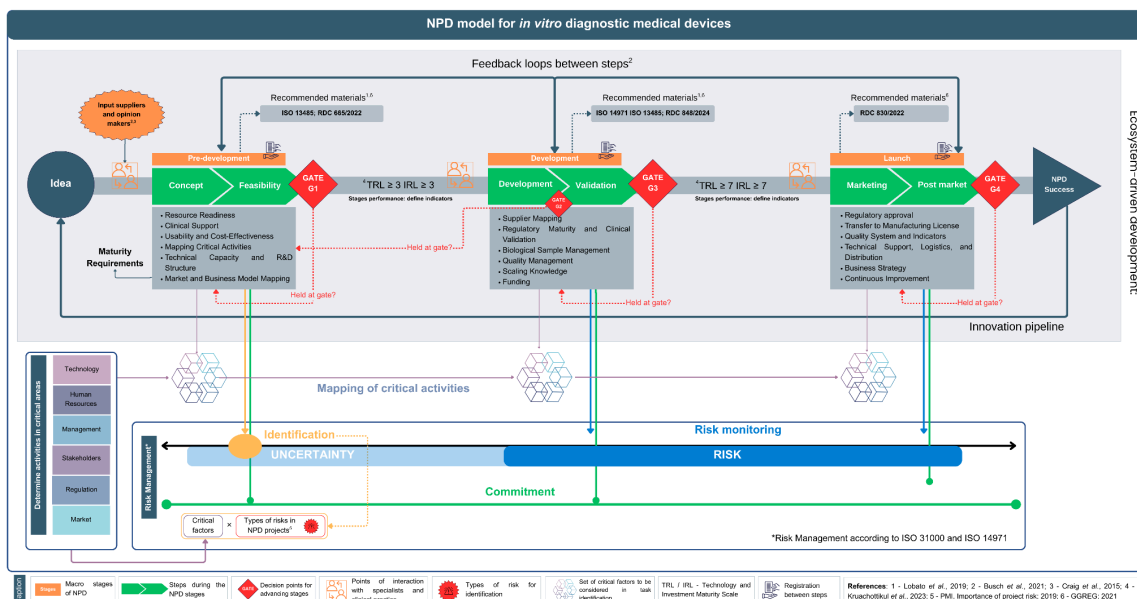 NPD model for in vitro diagnostic medical devices
Feedback loops between steps2
Input suppliers
and opinion
makers3,5
Recommended materials1,5
ISO 13485; RDC 665/2022
Recommended materials1,5
ISO 14971 ISO 13485; RDC 848/2024
Recommended materials6
RDC 830/2022
Idea
Pre-development
Concept
Feasibility
GATE
G1
4TRL ≥ 3 IRL ≥ 3
Stages performance: define indicators
Development
Development
Validation
GATE
G2
GATE
G3
4TRL ≥ 7 IRL ≥ 7
Stages performance: define indicators
Launch
Marketing
Post market
GATE
G4
NPD
Success
Ecosystem-driven development:
Maturity
Requirements
• Resource Readiness
• Clinical Support
• Usability and Cost-Effectiveness
• Mapping Critical Activities
• Technical Capacity and R&D
Structure
• Market and Business Model Mapping
Held at gate?
Held at gate?
• Supplier Mapping
• Regulatory Maturity and Clinical
Validation
• Biological Sample Management
• Quality Management
• Scaling Knowledge
• Funding
Held at gate?
• Regulatory approval
• Transfer to Manufacturing License
• Quality System and Indicators
• Technical Support, Logistics, and
Distribution
• Business Strategy
• Continuous Improvement
Held at gate?
Innovation pipeline
Determine activities in critical areas
Technology
Human
Resources
Management
Stakeholders
Regulation
Market
Mapping of critical activities
Risk Management*
Identification
Risk monitoring
UNCERTAINTY
RISK
Commitment
Critical
factors
×
Types of risks in
NPD projects5
*Risk Management according to ISO 31000 and ISO 14971
Stages
Macro stages
of NPD
Steps during the
NPD stages
GATE
Decision points for
advancing stages
Points of interaction
with specialists and
Types of risk for
identification
Set of critical factors to be
considered in task
identification
TRL / IRL - Technology and
Investment Maturity Scale
Registration
between steps
References: 1 - Lobato et al., 2019; 2 - Busch et al., 2021; 3 - Craig et al., 2015; 4 -
Kruachottikul et al., 2023; 5 - PMI, Importance of project risk; 2019; 6 - GGREG; 2021